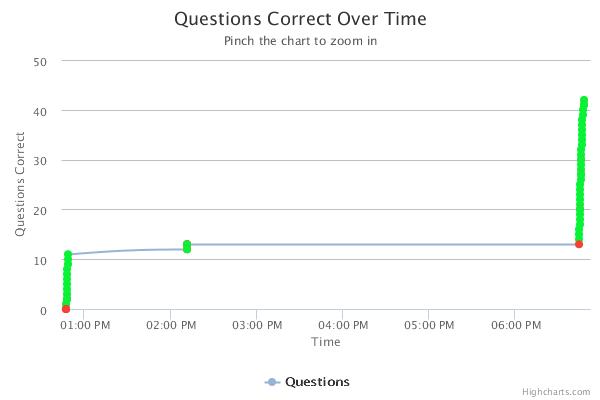 Questions Correct Over Time
Pinch the chart to zoom in
Questions Correct
50
40
30
20
10
0
01:00 PM 02:00 PM 03:00 PM 04:00 PM 05:00 PM 06:00 PM
Time
Questions
Highcharts.com